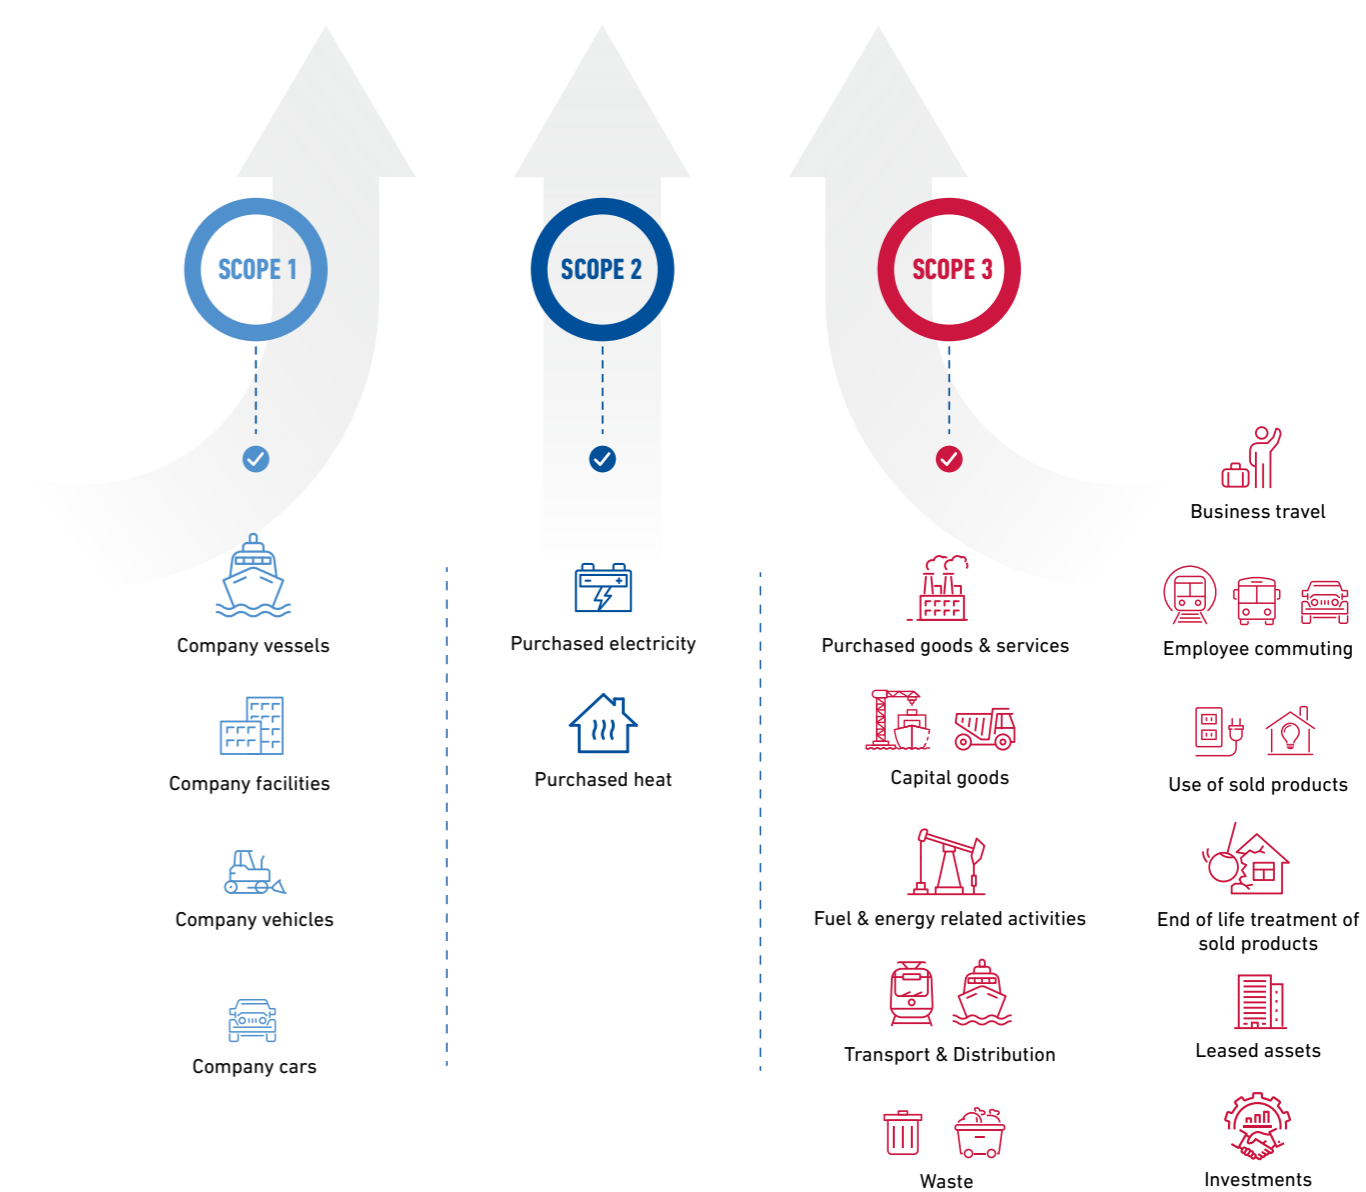 SCOPE 1
SCOPE 2
SCOPE 3
Company vessels
Company facilities
Company vehicles
Company cars
Purchased electricity
Purchased heat
Purchased goods & services
Capital goods
Fuel & energy related activities
Transport & Distribution
Waste
Business travel
Employee commuting
Use of sold products
End of life treatment of
sold products
Leased assets
Investments